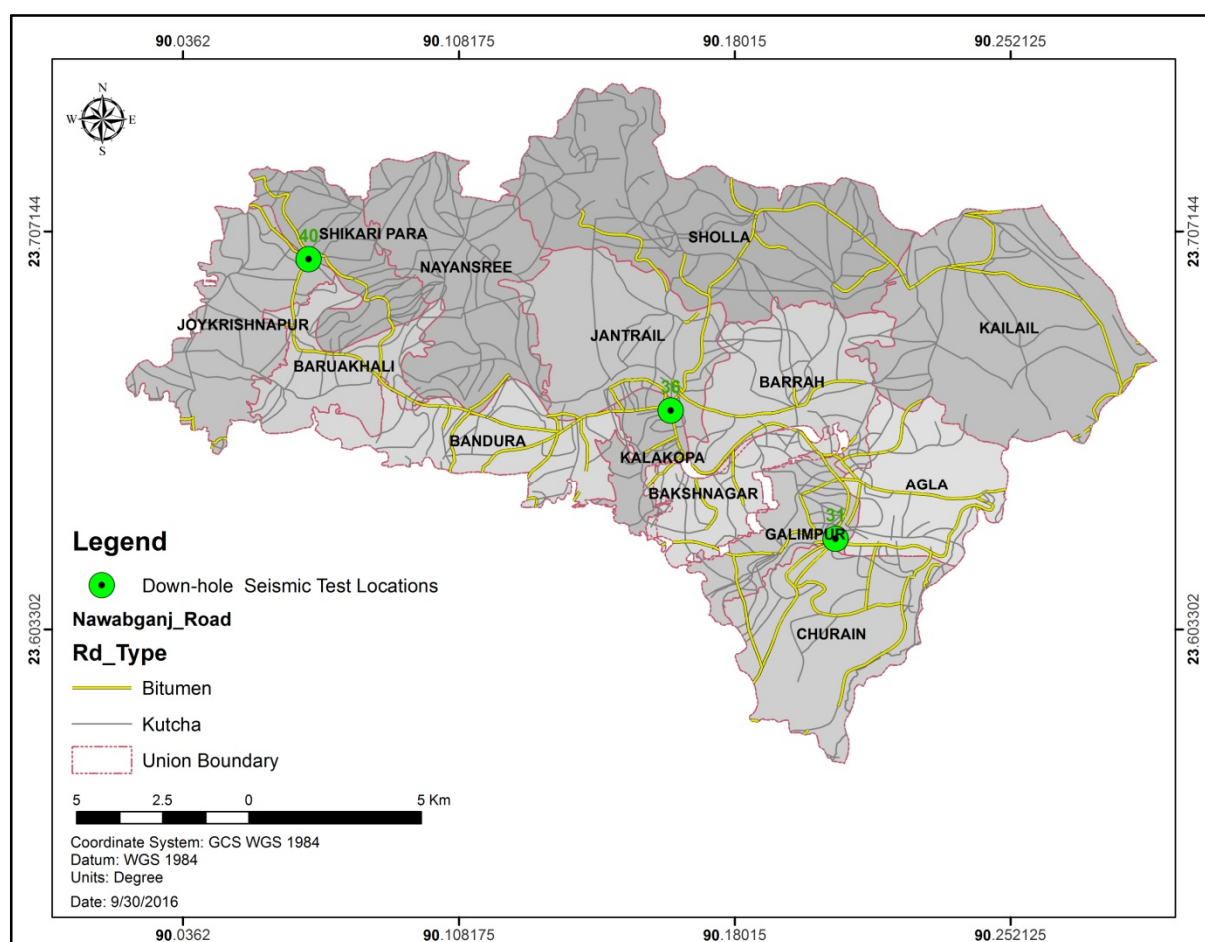 90.0362 90.108175 90.18015 90.252125
N
W E
S
23.707144 23.707144
SHIKARI PARA
40
SHOLLA
NAYANSREE
JOYKRISHNAPUR
JANTRAIL
KAILAIL
BARUAKHALI
BARRAH
36
BANDURA
KALAKOPA
BAKSHNAGAR
AGLA
31
GALIMPUR
CHURAIN
23.603302 23.603302
Legend
Down-hole Seismic Test Locations
Nawabganj_Road
Rd_Type
Bitumen
Kutcha
Union Boundary
5 2.5 0 5 Km
Coordinate System: GCS WGS 1984
Datum: WGS 1984
Units: Degree
Date: 9/30/2016
90.0362 90.108175 90.18015 90.252125